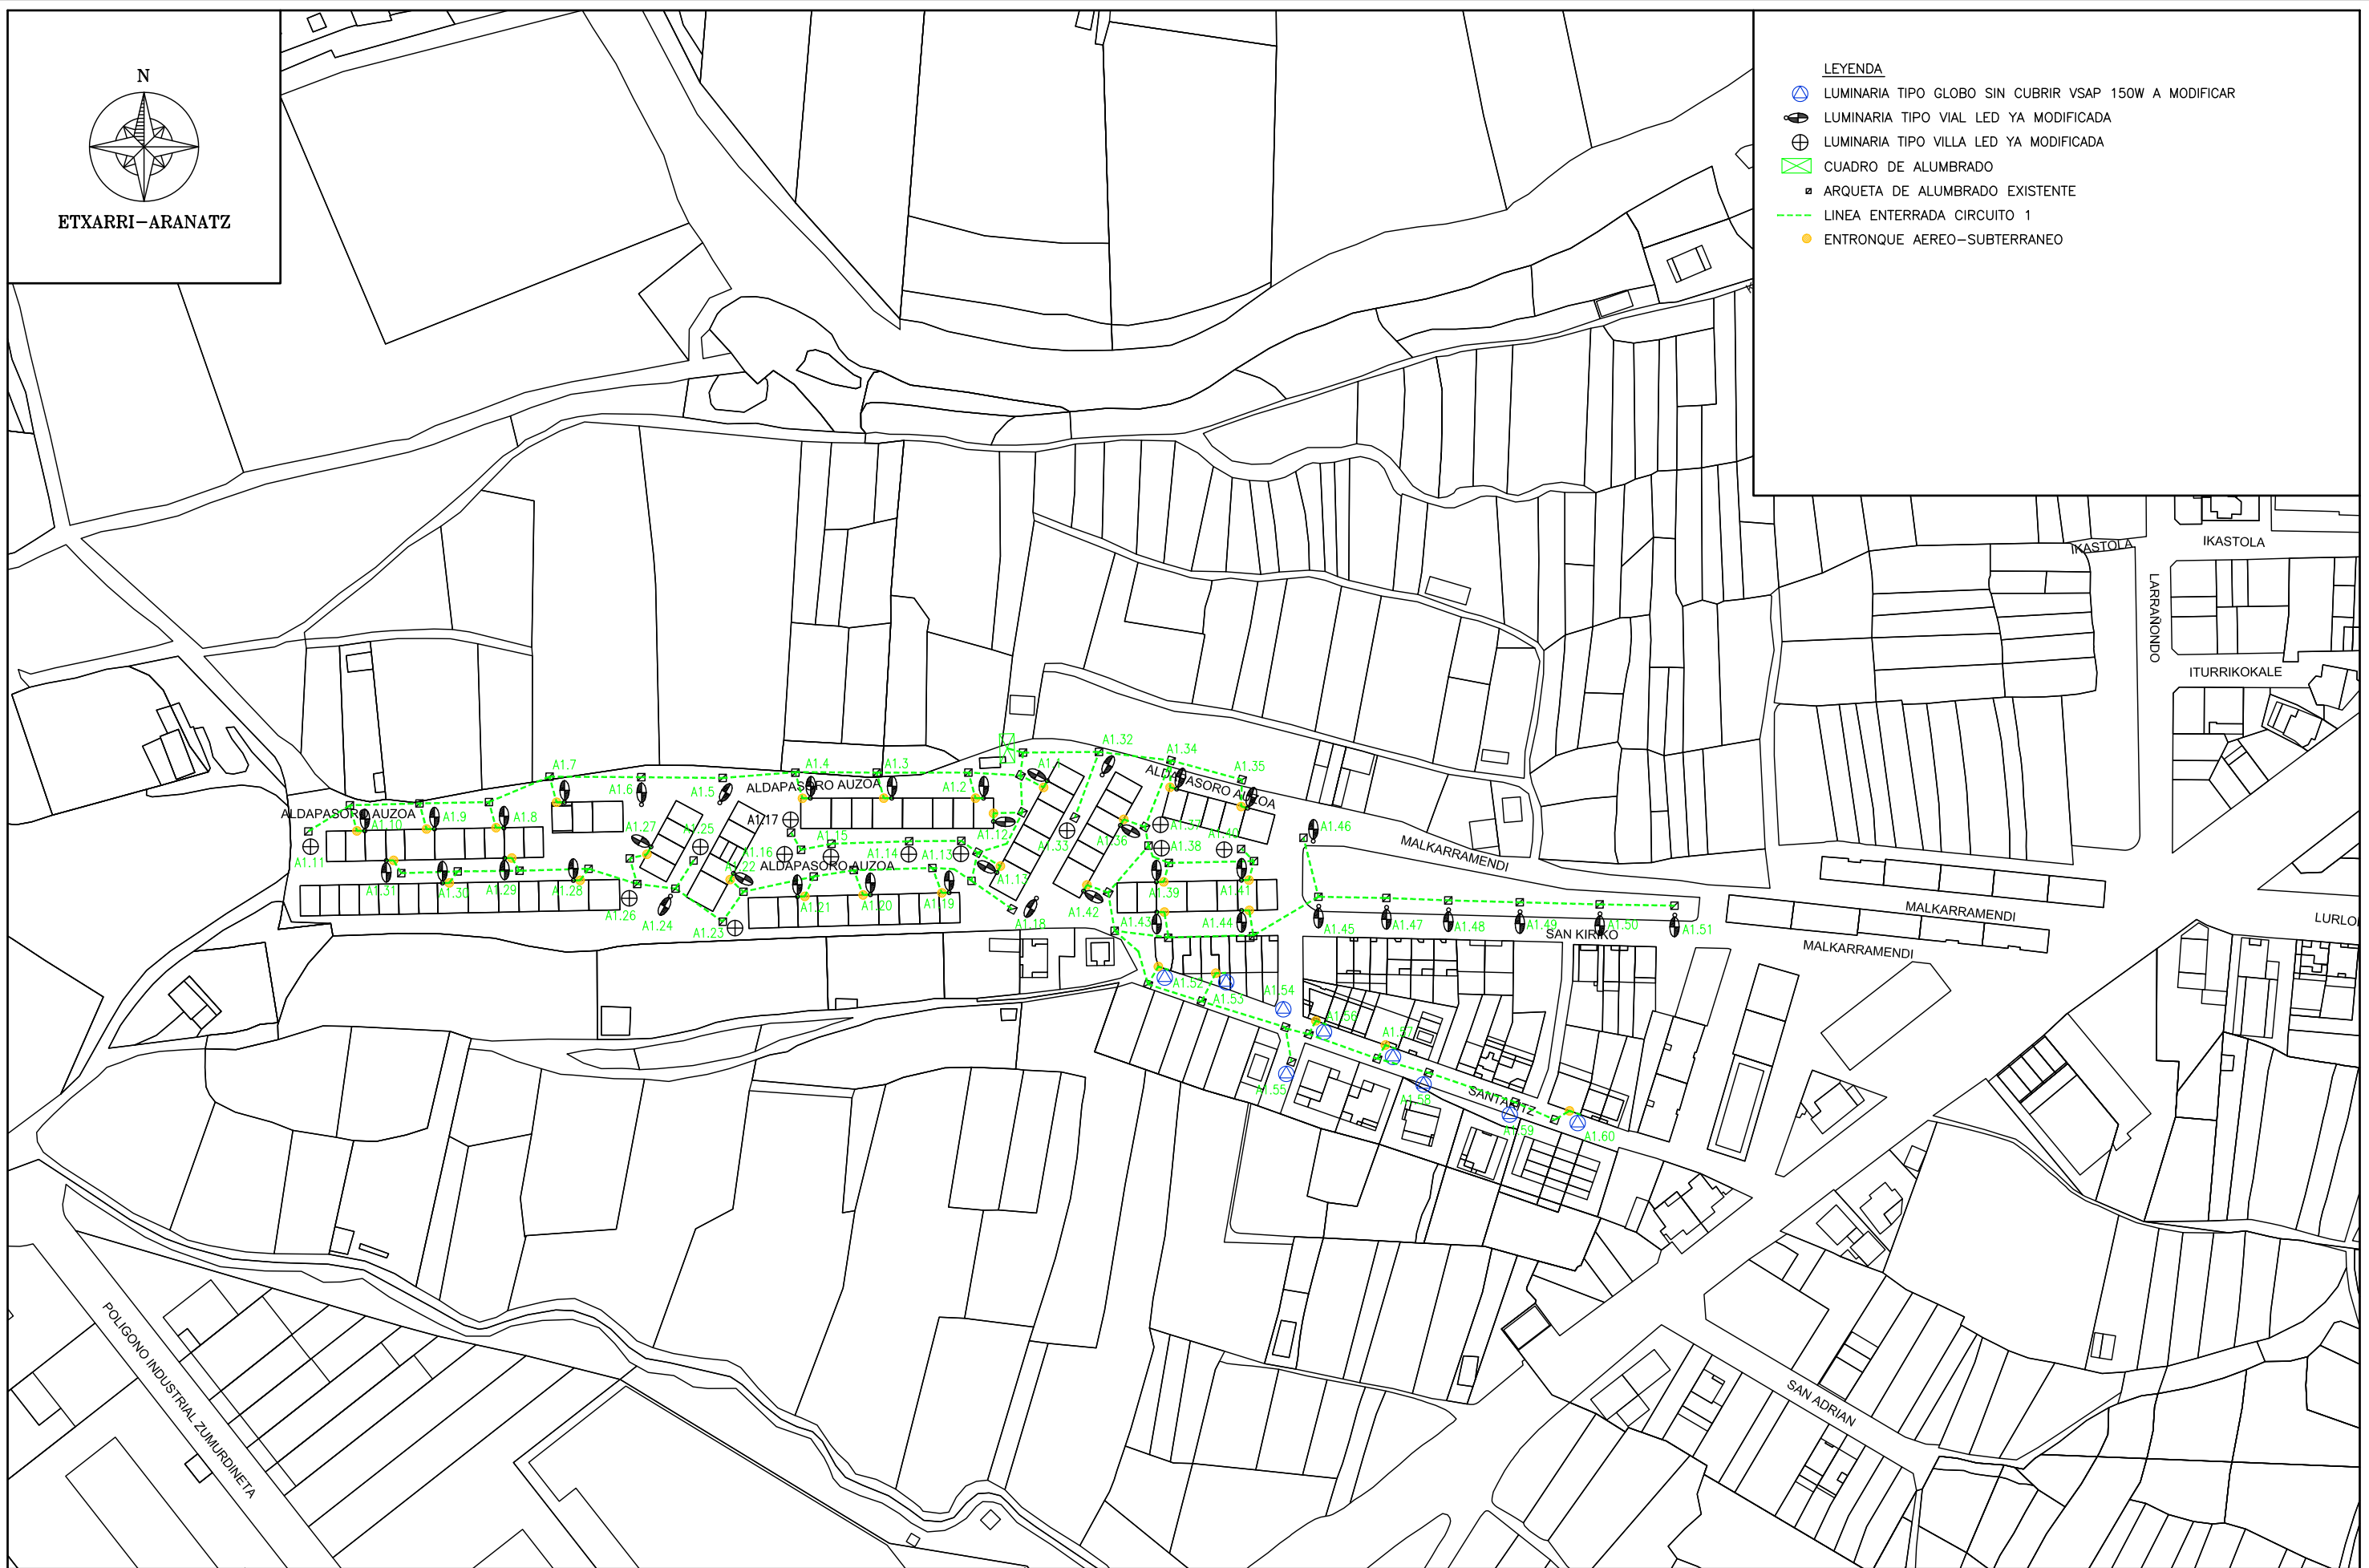 N
ETXARRI-ARANATZ
LEYENDA
LUMINARIA TIPO GLOBO SIN CUBRIR VSAP 150W A MODIFICAR
LUMINARIA TIPO VIAL LED YA MODIFICADA
LUMINARIA TIPO VILLA LED YA MODIFICADA
CUADRO DE ALUMBRADO
ARQUETA DE ALUMBRADO EXISTENTE
LINEA ENTERRADA CIRCUITO 1
ENTRONQUE AEREO-SUBTERRANEO
IKASTOLA
IKASTOLA
LARRAÑONDO
ITURRIKOKALE
A1.32
A1.34
A1.7
A1.4
A1.3
A1.1
A1.35
ALDAPASORO AUZOA
A1.6
A1.5
ALDAPASORO AUZOA
A1.2
ALDAPASORO AUZOA
A1.10
A1.9
A1.8
A1.17
A1.27
A1.25
A1.15
A1.12
A1.33
A1.36
A1.37
A1.40
A1.46
MALKARRAMENDI
A1.11
A1.16
A1.14
A1.13
A1.38
A1.22
ALDAPASORO AUZOA
A1.13
A1.31
A1.30
A1.29
A1.28
A1.21
A1.20
A1.19
A1.39
A1.41
A1.26
A1.24
A1.23
A1.18
A1.42
A1.43
A1.44
A1.45
A1.47
A1.48
A1.49
A1.50
A1.51
SAN KIRIKO
MALKARRAMENDI
MALKARRAMENDI
LURLO
A1.52
A1.53
A1.54
A1.56
A1.57
A1.55
A1.58
SANTARITZ
A1.59
A1.60
POLIGONO INDUSTRIAL ZUMURDINETA
SAN ADRIAN